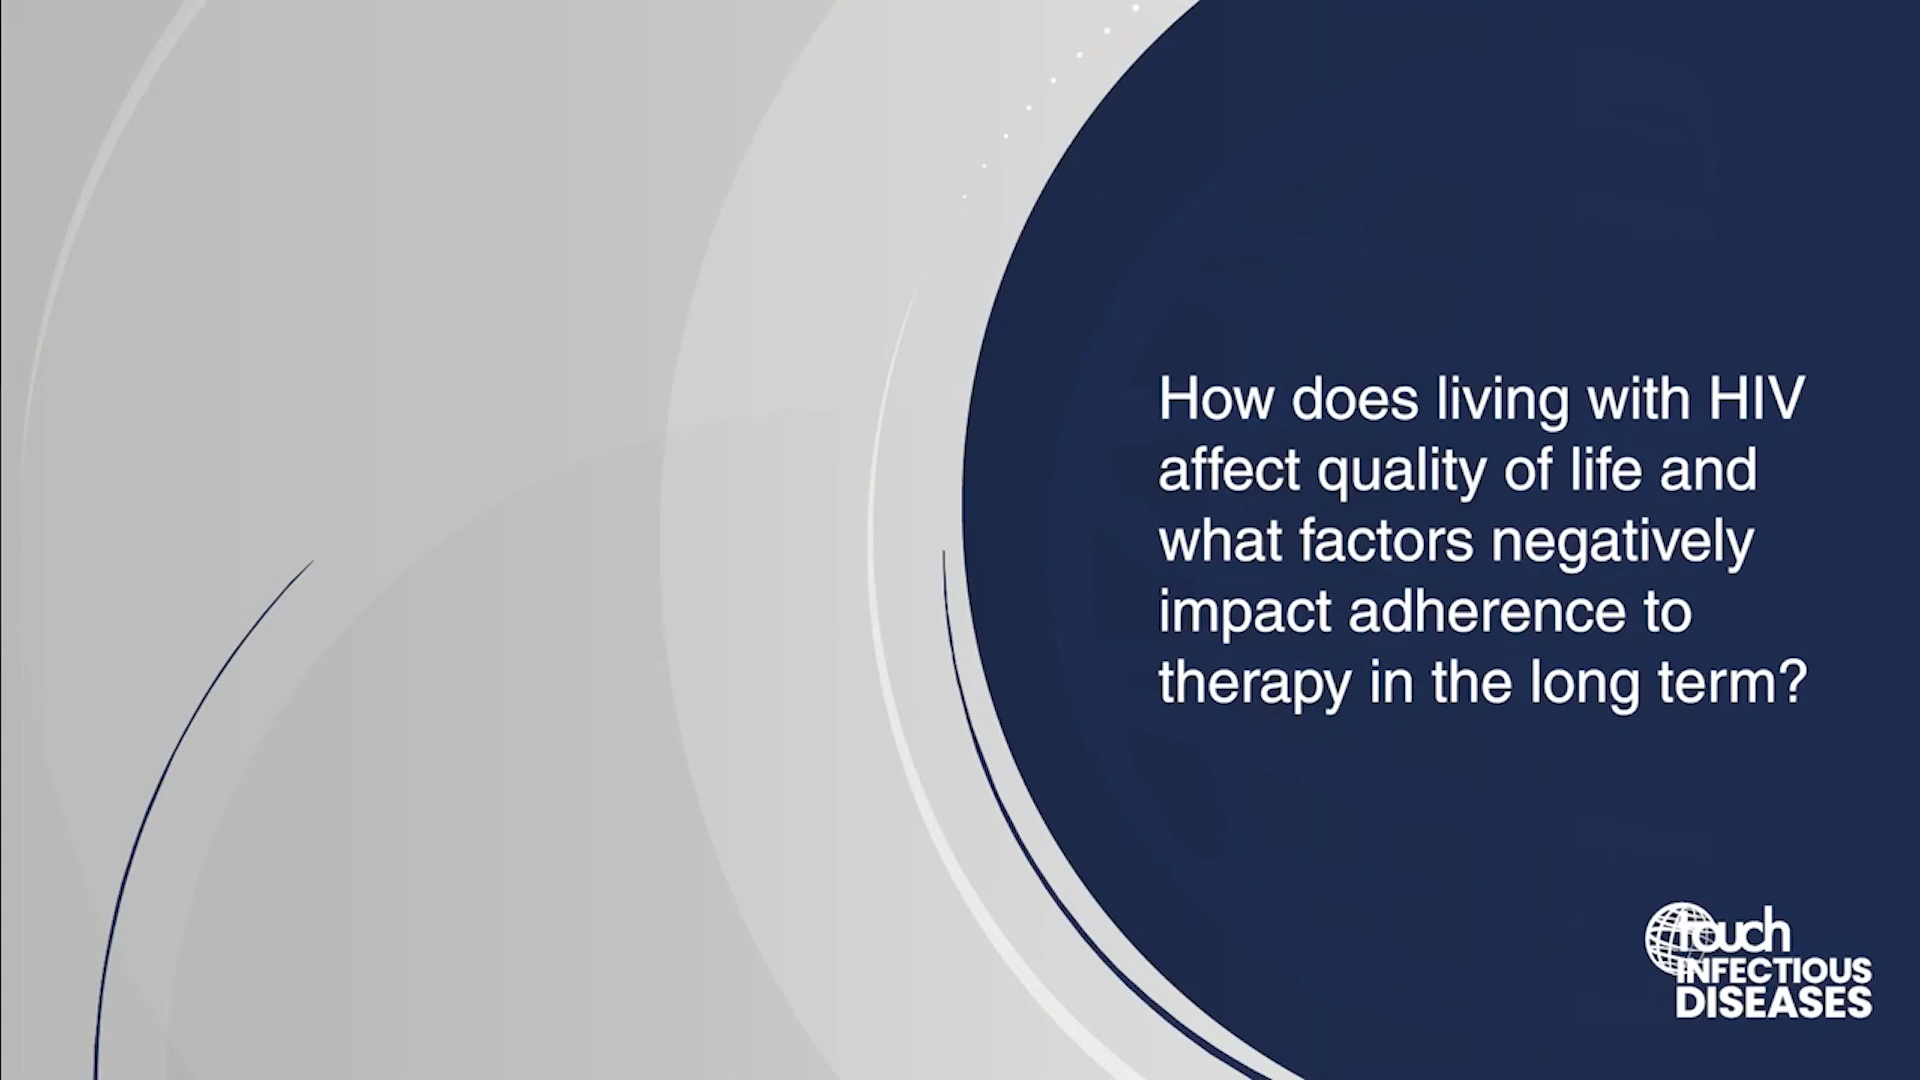 How does living with HIV
affect quality of life and
what factors negatively
impact adherence to
therapy in the long term?
touch
INFECTIOUS
DISEASES